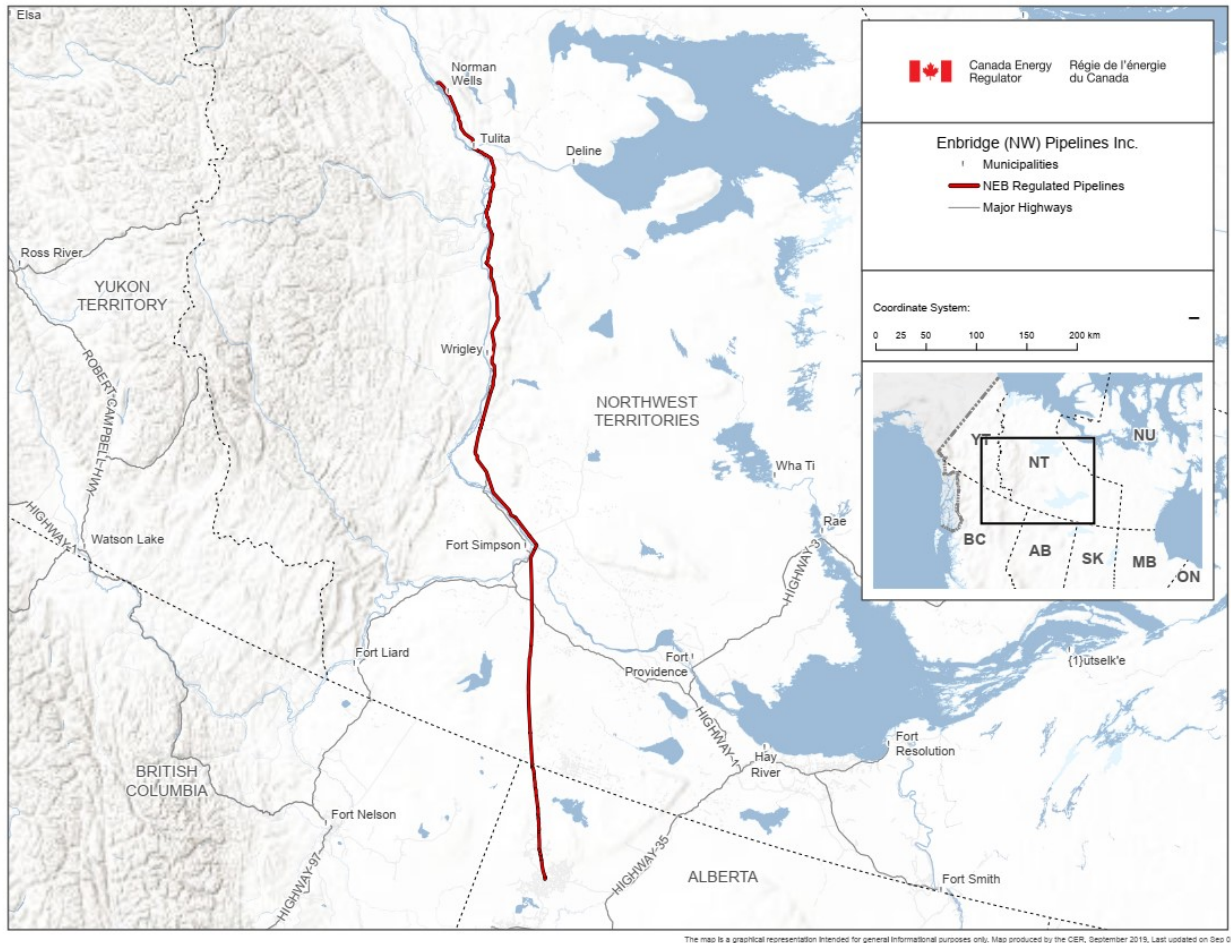 Elsa
Norman
Wells
Tulita
Deline
Ross River
YUKON
TERRITORY
ROBERT-CAMPBELL-HWY
Wrigley
NORTHWEST
TERRITORIES
Wha Ti
Rae
HIGHWAY-3
HIGHWAY-1
Watson Lake
Fort Simpson
Fort Liard
Fort
Providence
{1}ütselk'e
HIGHWAY-1
Hay
River
Fort
Resolution
BRITISH
COLUMBIA
Fort Nelson
HIGHWAY-97
HIGHWAY-35
ALBERTA
Fort Smith
Canada Energy
Regulator
Régie de l'énergie
du Canada
Enbridge (NW) Pipelines Inc.
Municipalities
NEB Regulated Pipelines
Major Highways
Coordinate System:
0 25 50 100 150 200 km
YT
NT
NU
BC
AB
SK
MB
ON
The map is a graphical representation intended for general informational purposes only. Map produced by the CER, September 2019, Last updated on Sep